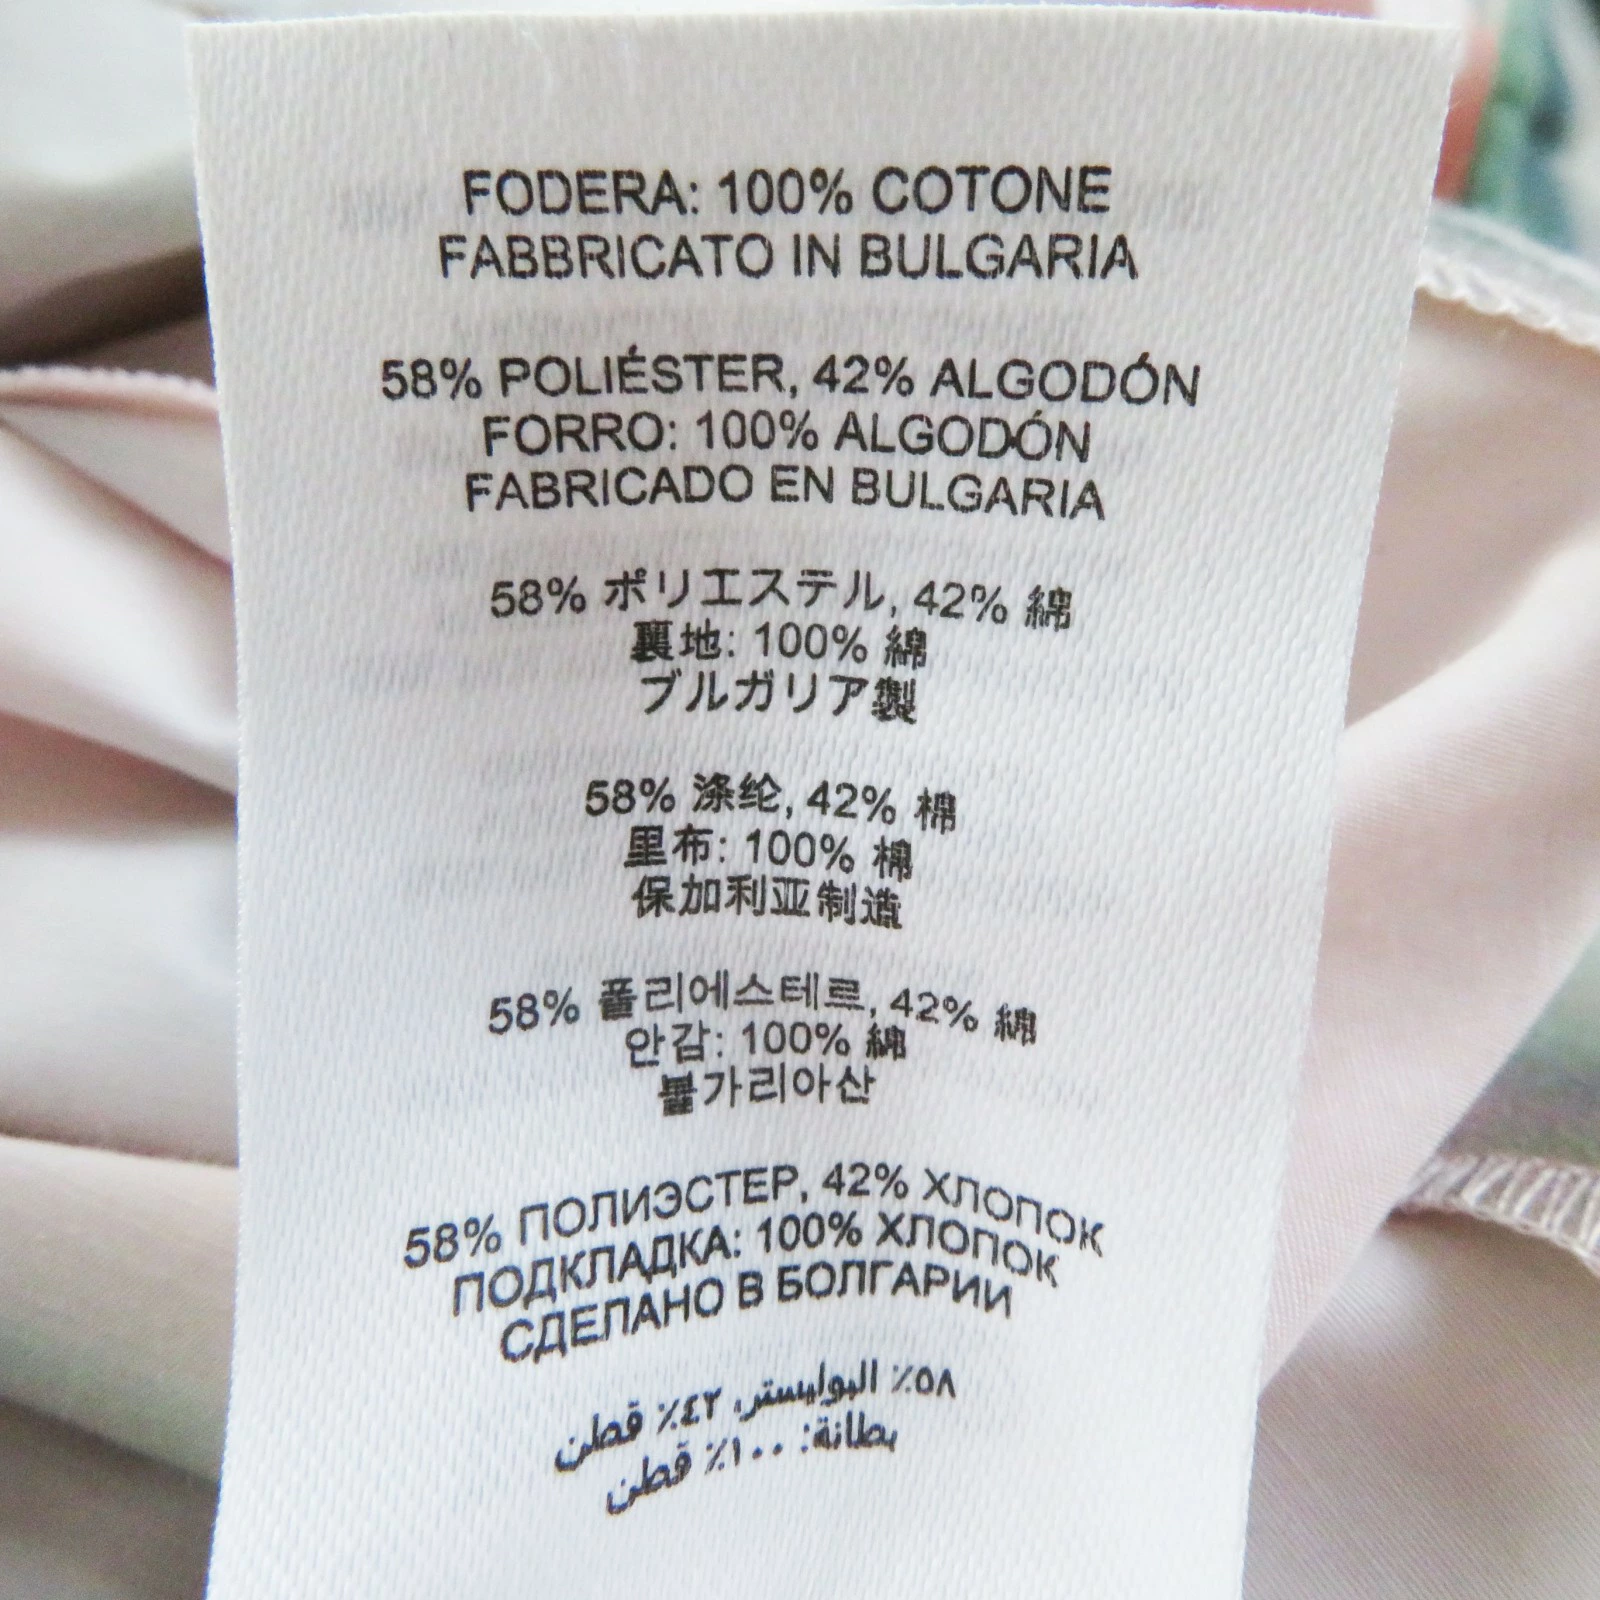 FODERA: 100% COTONE
FABBRICATO IN BULGARIA
58% POLIÉSTER, 42% ALGODÓN
FORRO: 100% ALGODÓN
FABRICADO EN BULGARIA
58% ポリエステル, 42% 綿
裏地: 100% 綿
ブルガリア製
58% 涤纶, 42% 棉
里布: 100% 棉
保加利亚制造
58% 폴리에스테르, 42% 綿
안감: 100% 綿
불가리아산
58% ПОЛИЭСТЕР, 42% ХЛОПОК
ПОДКЛАДКА: 100% ХЛОПОК
СДЕЛАНО В БОЛГАРИИ
٥٨٪ البوليستر، ٤٢٪ قطن
بطانة: ١٠٠٪ قطن